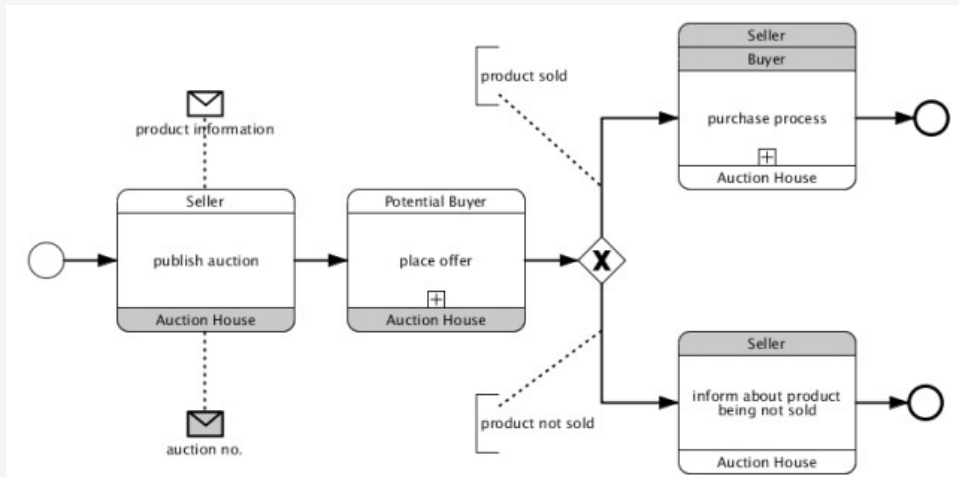 product information
Seller
publish auction
Auction House
auction no.
Potential Buyer
place offer
+
Auction House
X
product sold
Seller
Buyer
purchase process
+
Auction House
product not sold
Seller
inform about product
being not sold
Auction House